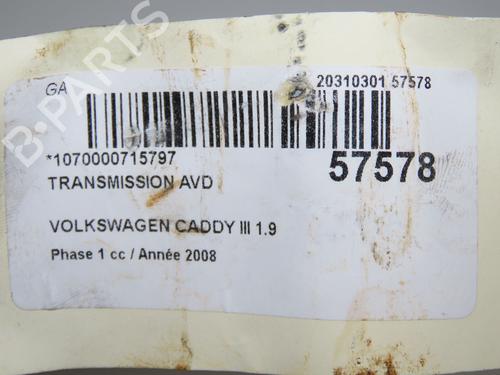 GA
20310301 57578
*1070000715797
57578
TRANSMISSION AVD
VOLKSWAGEN CADDY III 1.9
Phase 1 cc / Année 2008
B-PARTS